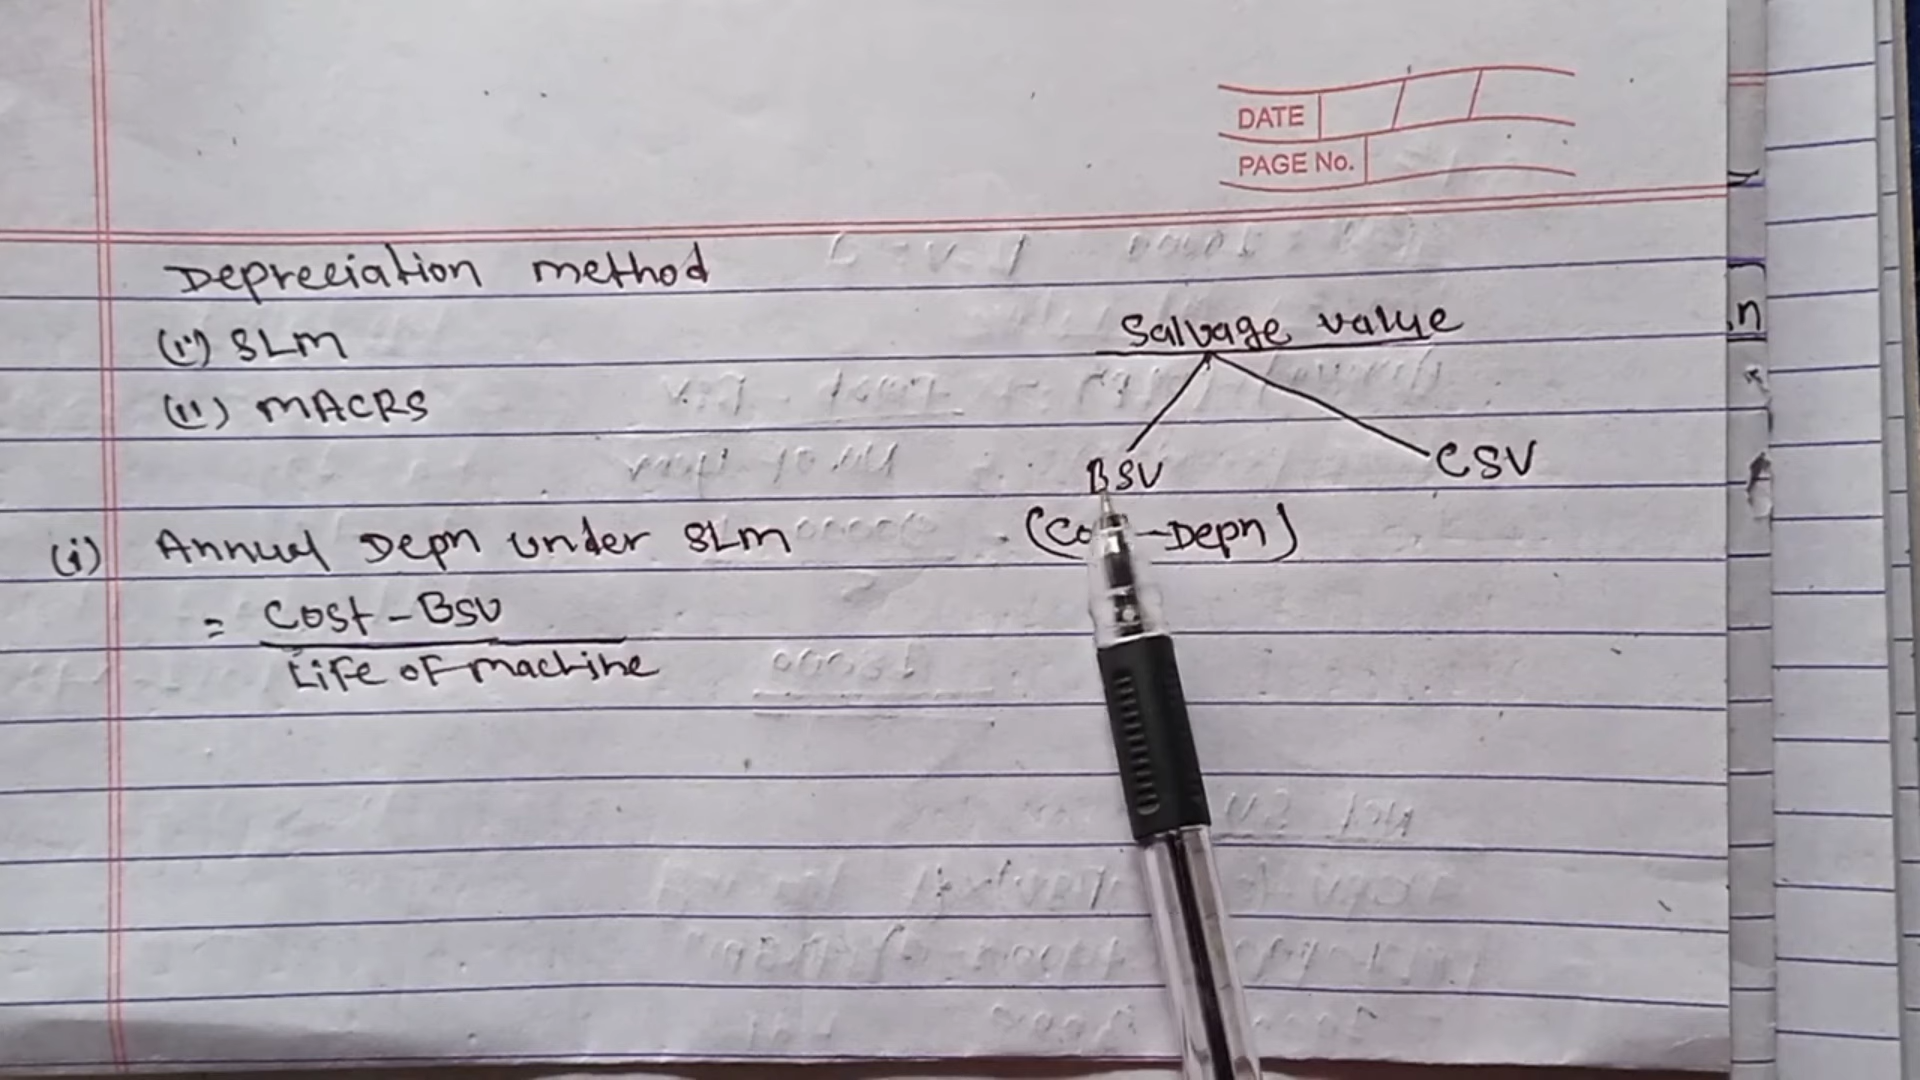 DATE
PAGE No.
Depreciation method
(i) SLM
(ii) MACRS
Salvage value
BSV
CSV
(i) Annual Depn under SLM
= Cost - BSV
Life of machine
-Depn)
n